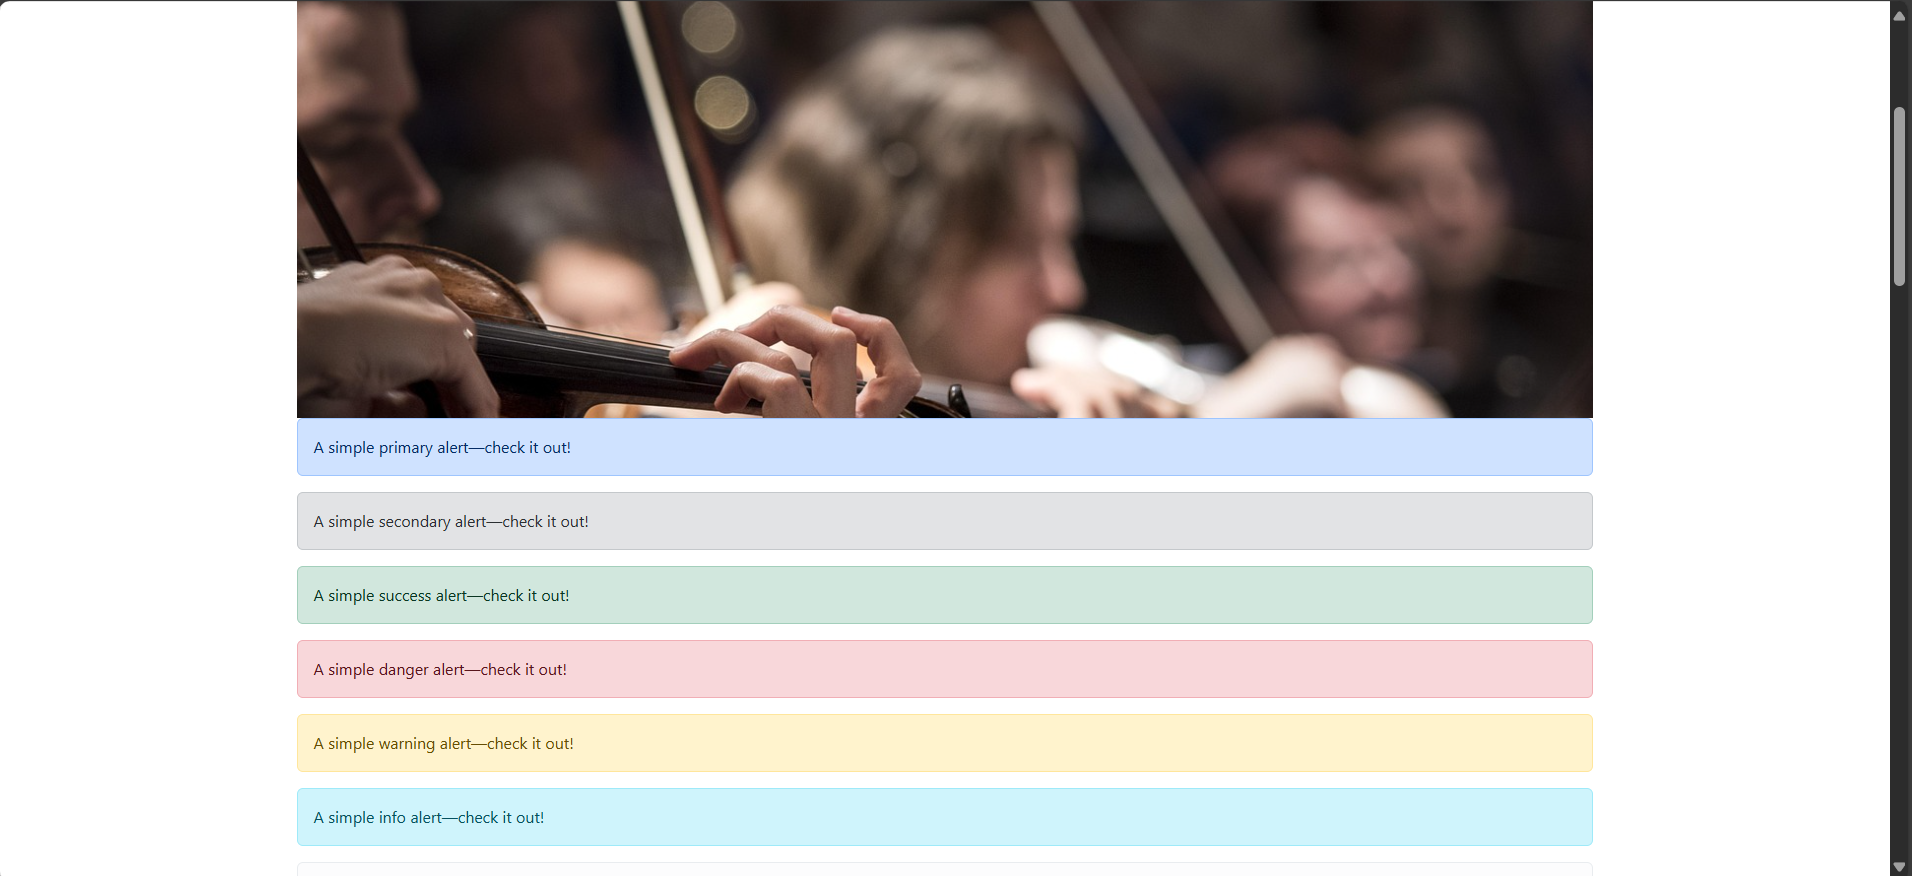 A simple primary alert—check it out!
A simple secondary alert—check it out!
A simple success alert—check it out!
A simple danger alert—check it out!
A simple warning alert—check it out!
A simple info alert—check it out!